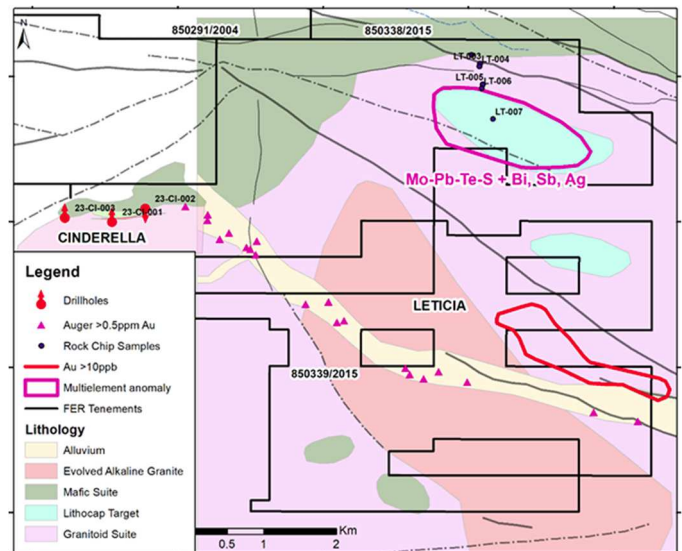 N
850291/2004
850338/2015
LT-003
LT-004
LT-005
LT-006
LT-007
Mo-Pb-Te-S + Bi, Sb, Ag
23-CI-003
23-CI-001
23-CI-002
CINDERELLA
LETICIA
850339/2015
Legend
Drillholes
Auger >0.5ppm Au
Rock Chip Samples
Au >10ppb
Multielement anomaly
FER Tenements
Lithology
Alluvium
Evolved Alkaline Granite
Mafic Suite
Lithocap Target
Granitoid Suite
Km
0.5 1 2